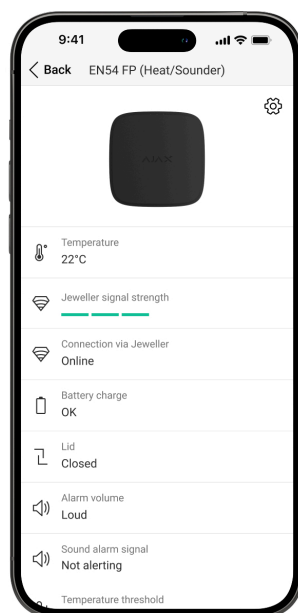 9:41
Back EN54 FP (Heat/Sounder)
AJAX
Temperature
22°C
Jeweller signal strength
Connection via Jeweller
Online
Battery charge
OK
Lid
Closed
Alarm volume
Loud
Sound alarm signal
Not alerting
Temperature threshold